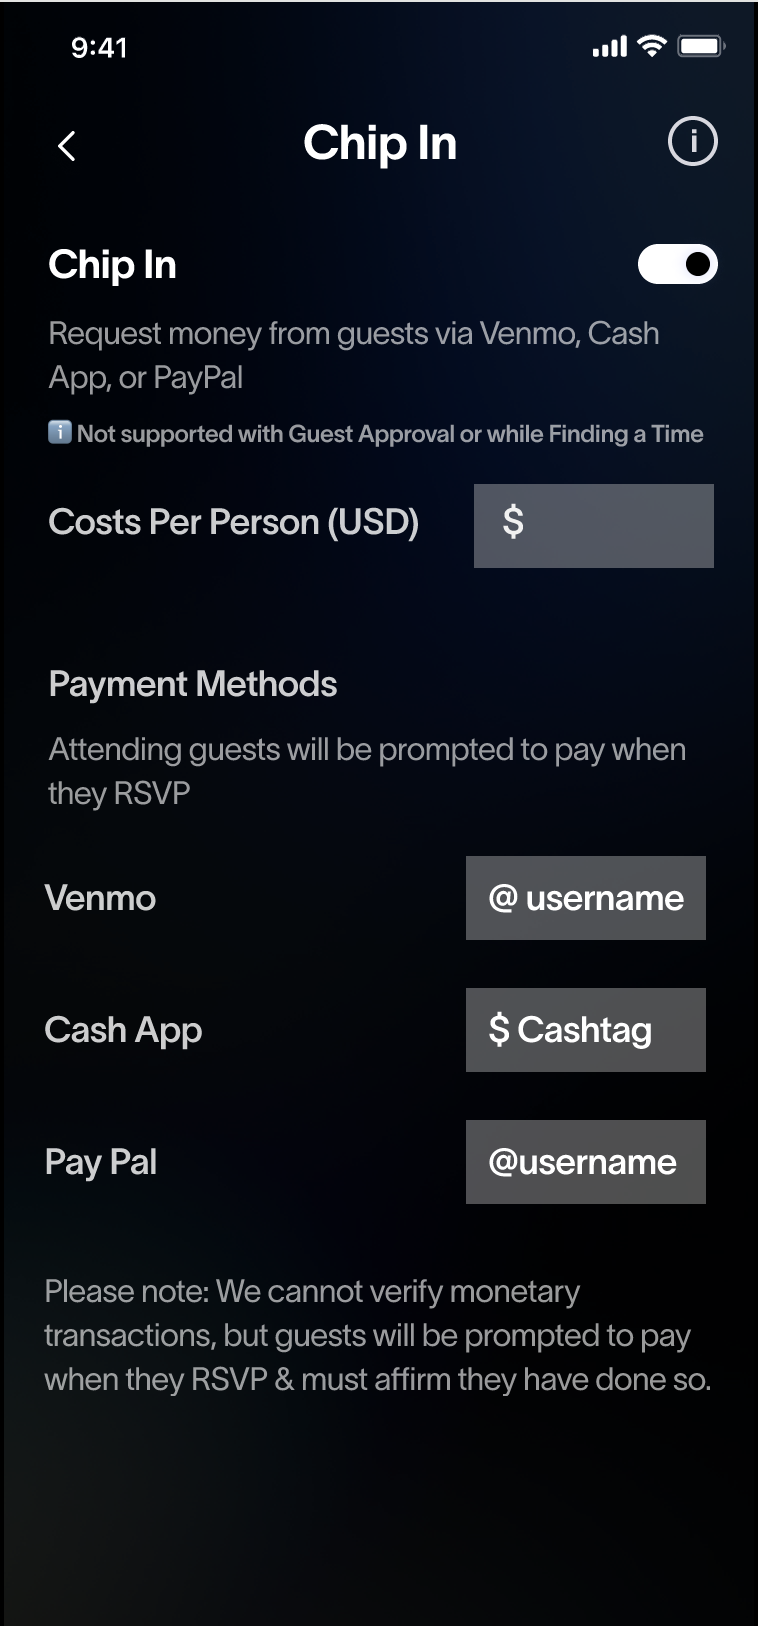 9:41
Chip In
Chip In
Request money from guests via Venmo, Cash
App, or PayPal
ℹ️ Not supported with Guest Approval or while Finding a Time
Costs Per Person (USD)
$
Payment Methods
Attending guests will be prompted to pay when
they RSVP
Venmo
@ username
Cash App
$ Cashtag
Pay Pal
@username
Please note: We cannot verify monetary
transactions, but guests will be prompted to pay
when they RSVP & must affirm they have done so.